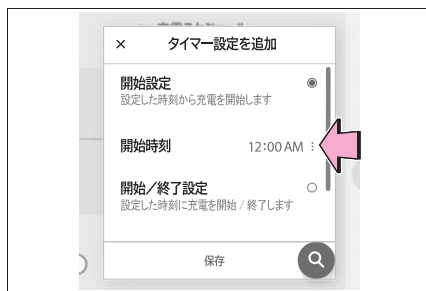 × タイマー設定を追加
開始設定
設定した時刻から充電を開始します
開始時刻 12:00 AM
開始／終了設定
設定した時刻に充電を開始 / 終了します
保存